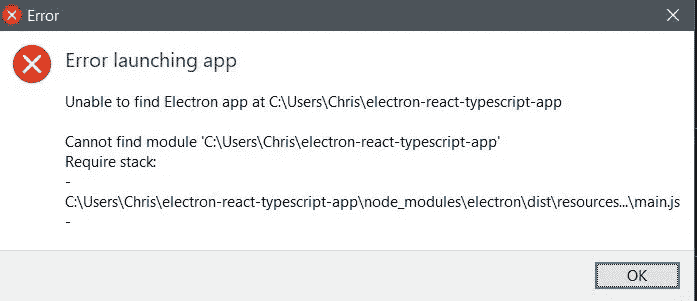 Error
Error launching app
Unable to find Electron app at C:\Users\Chris\electron-react-typescript-app
Cannot find module 'C:\Users\Chris\electron-react-typescript-app'
Require stack:
-
C:\Users\Chris\electron-react-typescript-app\node_modules\electron\dist\resources...\main.js
-
OK